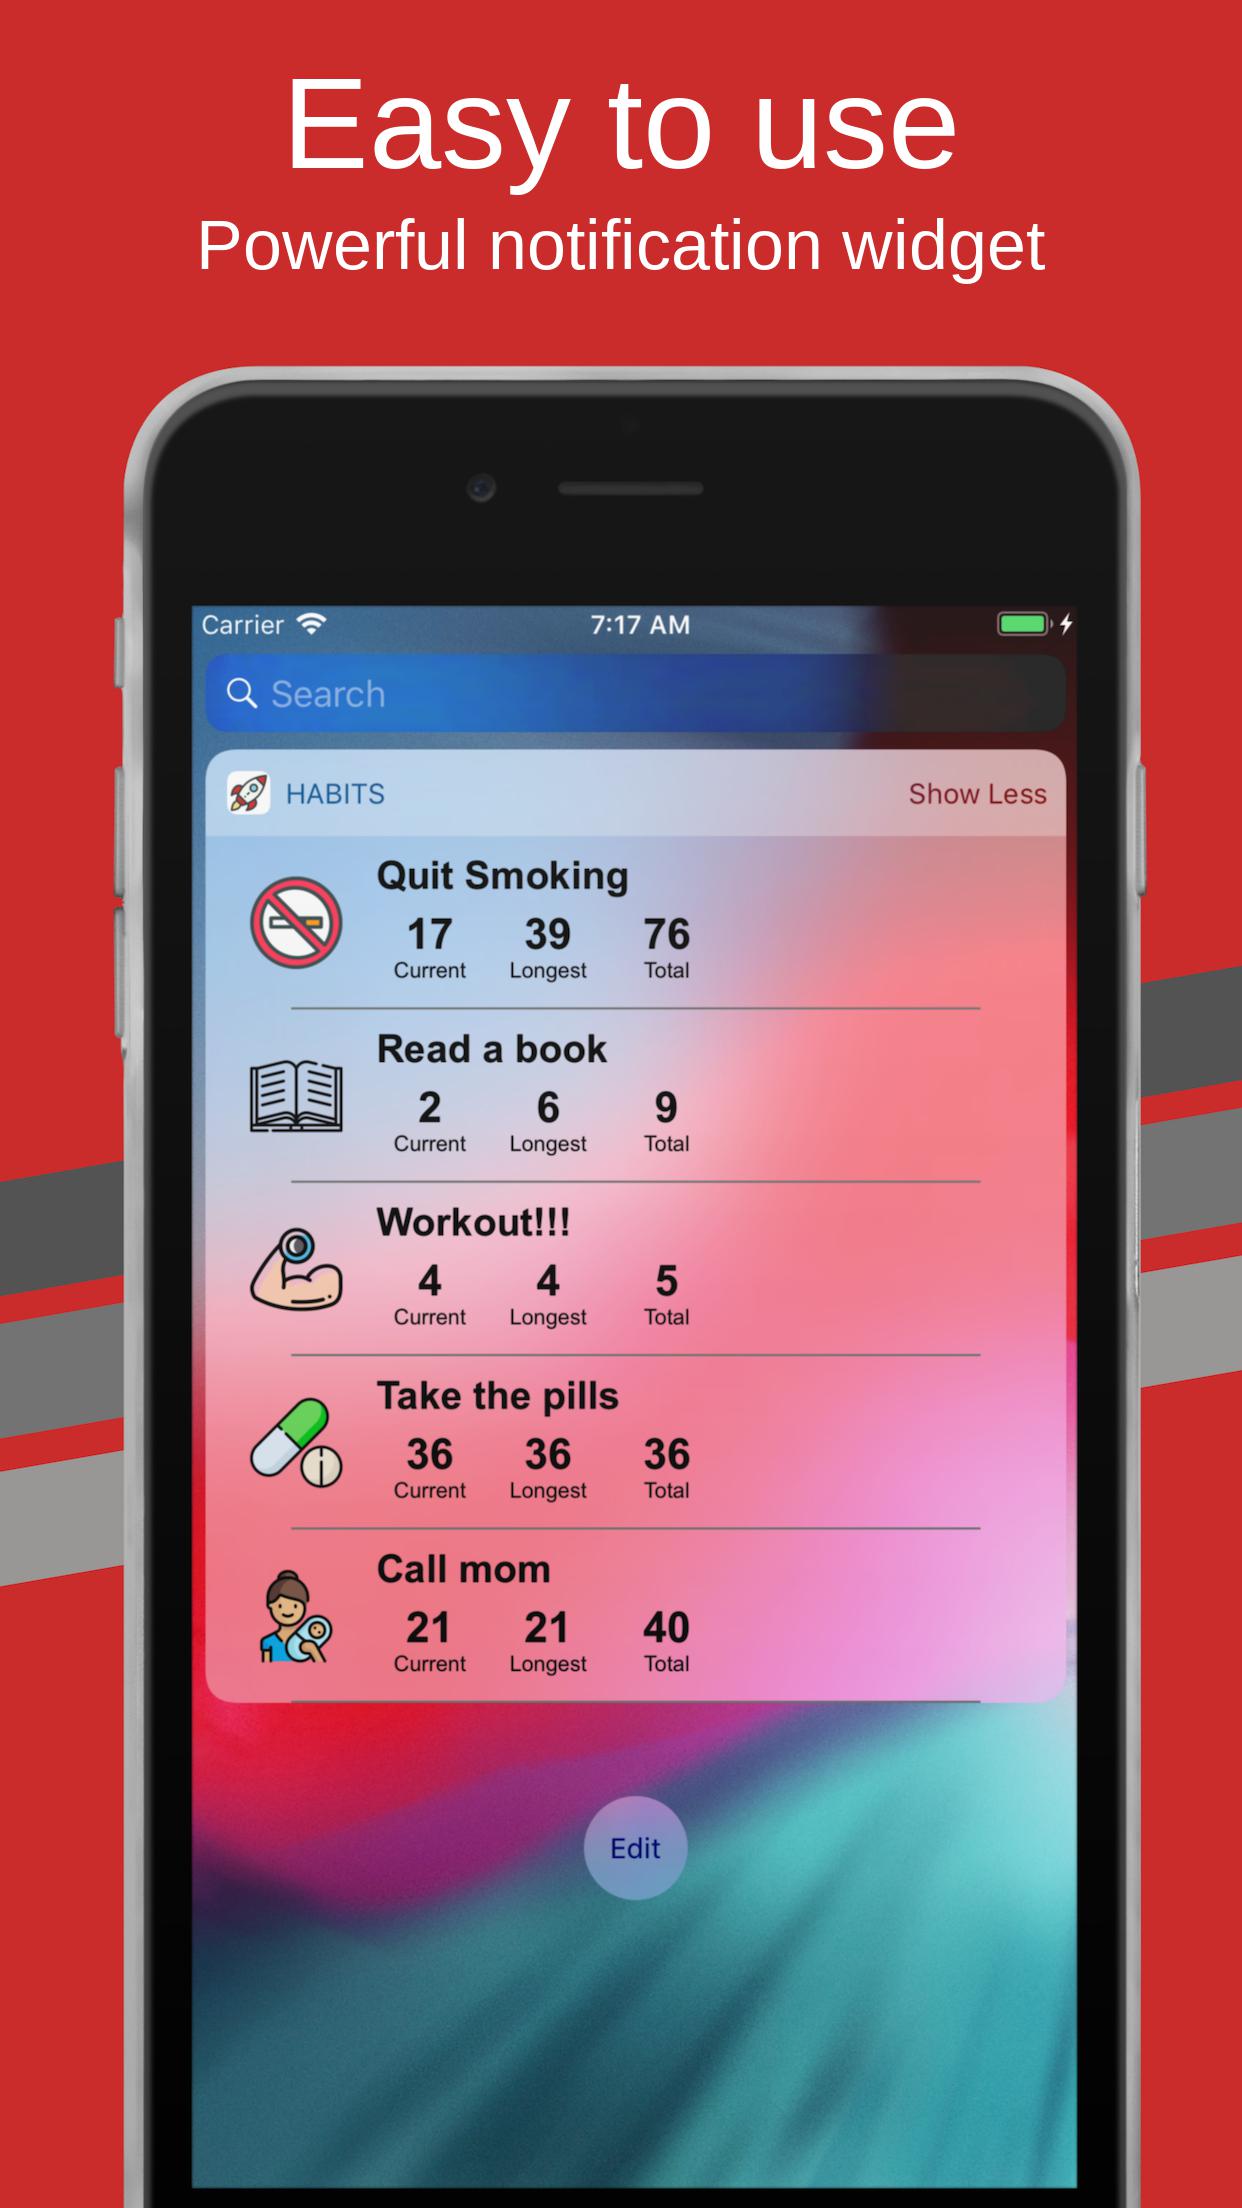 Easy to use
Powerful notification widget
Carrier 7:17 AM
Search
HABITS Show Less
Quit Smoking
17 39 76
Current Longest Total
Read a book
2 6 9
Current Longest Total
Workout!!!
4 4 5
Current Longest Total
Take the pills
36 36 36
Current Longest Total
Call mom
21 21 40
Current Longest Total
Edit